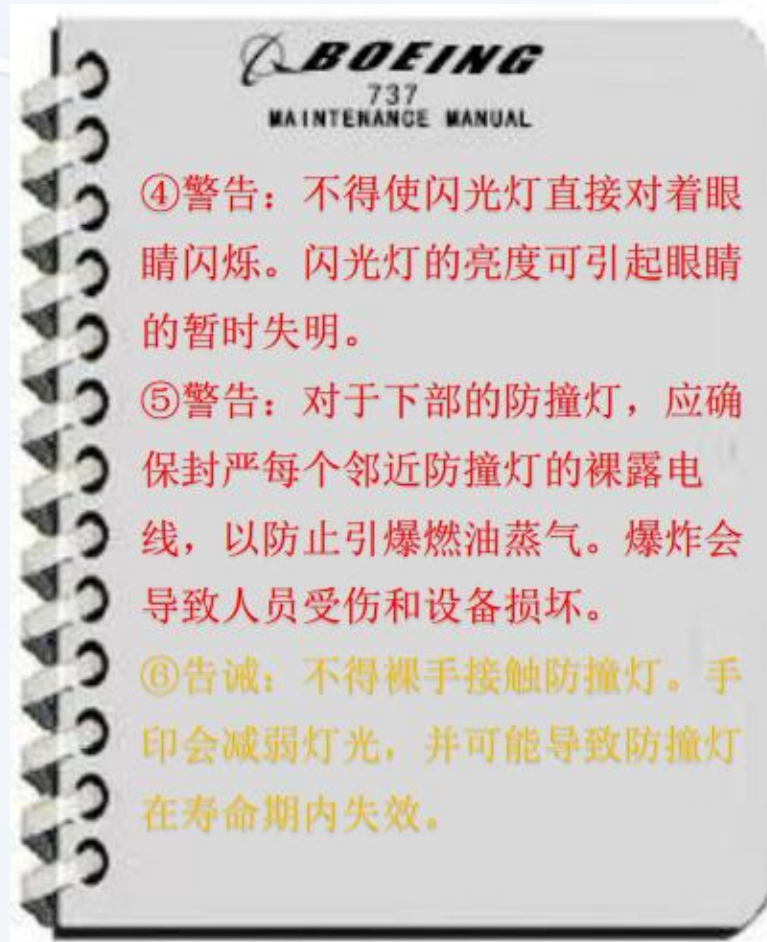 BOEING
737
MAINTENANCE MANUAL
④警告：不得使闪光灯直接对着眼
睛闪烁。闪光灯的亮度可引起眼睛
的暂时失明。
⑤警告：对于下部的防撞灯，应确
保封严每个邻近防撞灯的裸露电
线，以防止引爆燃油蒸气。爆炸会
导致人员受伤和设备损坏。
⑥告诫：不得裸手接触防撞灯。手
印会减弱灯光，并可能导致防撞灯
在寿命期内失效。